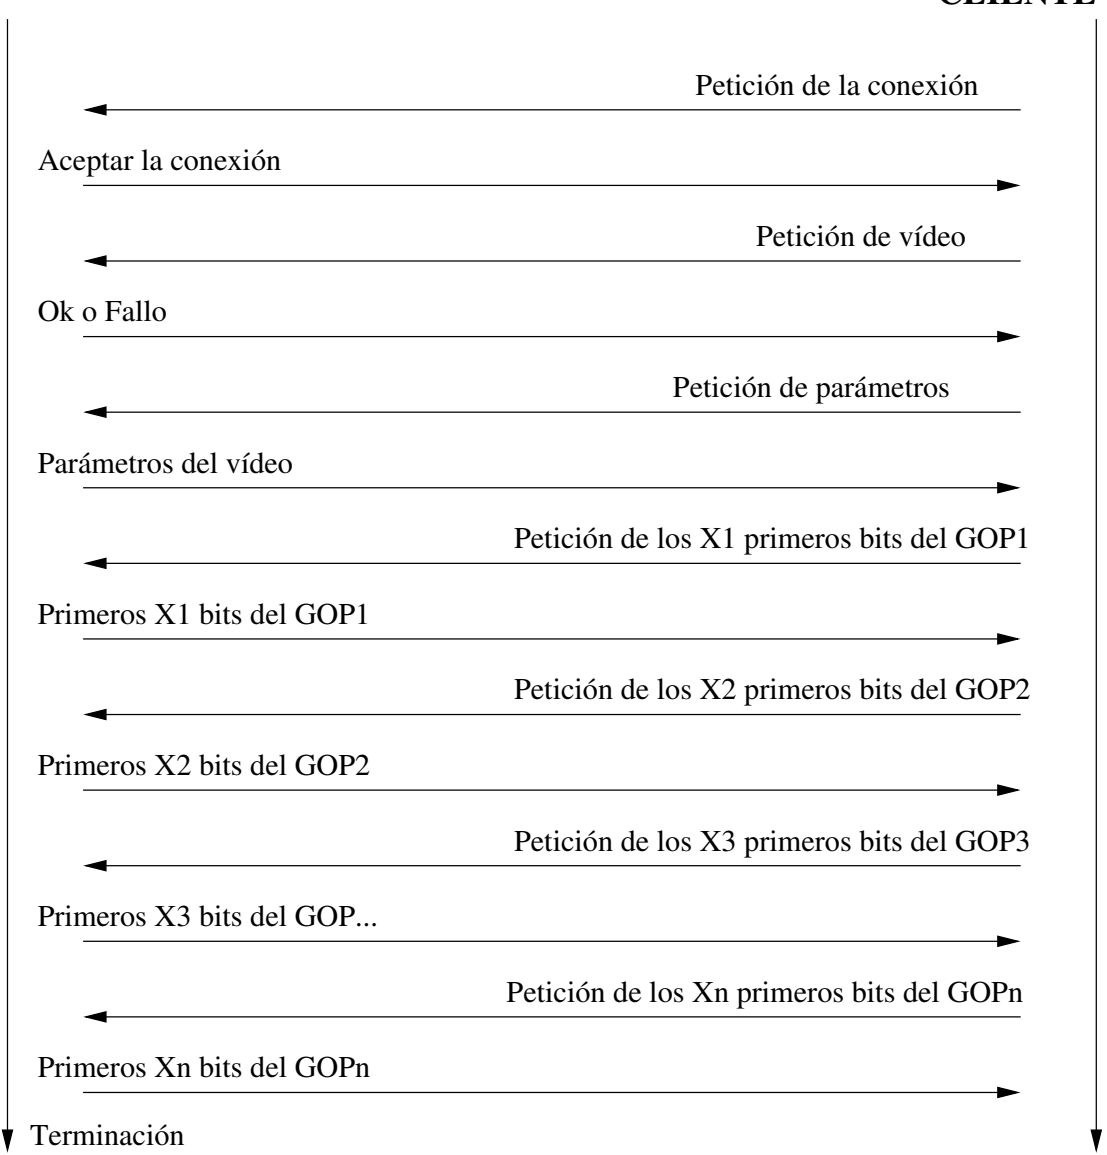 CLIENTE
Petición de la conexión
Aceptar la conexión
Petición de vídeo
Ok o Fallo
Petición de parámetros
Parámetros del vídeo
Petición de los X1 primeros bits del GOP1
Primeros X1 bits del GOP1
Petición de los X2 primeros bits del GOP2
Primeros X2 bits del GOP2
Petición de los X3 primeros bits del GOP3
Primeros X3 bits del GOP...
Petición de los Xn primeros bits del GOPn
Primeros Xn bits del GOPn
Terminación